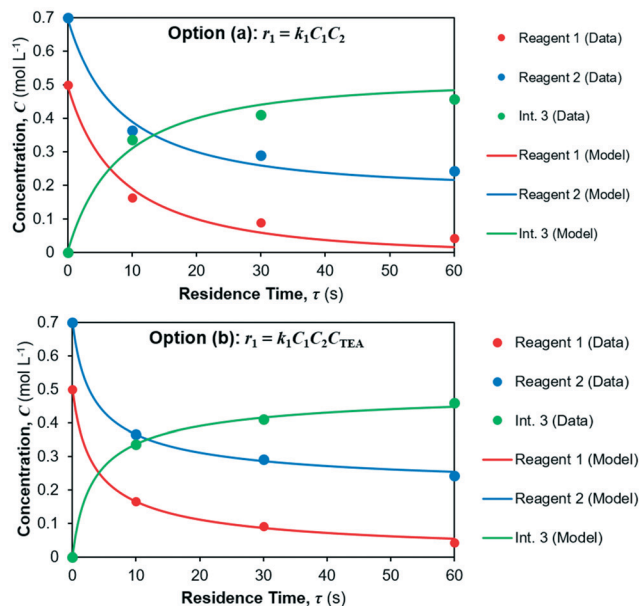 Option (a): r₁ = k₁C₁C₂
Concentration, C (mol L⁻¹)
0.7
0.6
0.5
0.4
0.3
0.2
0.1
0
0
10
20
30
40
50
60
Residence Time, τ (s)
Reagent 1 (Data)
Reagent 2 (Data)
Int. 3 (Data)
Reagent 1 (Model)
Reagent 2 (Model)
Int. 3 (Model)
Option (b): r₁ = k₁C₁C₂C_TEA
Concentration, C (mol L⁻¹)
0.7
0.6
0.5
0.4
0.3
0.2
0.1
0
0
10
20
30
40
50
60
Residence Time, τ (s)
Reagent 1 (Data)
Reagent 2 (Data)
Int. 3 (Data)
Reagent 1 (Model)
Reagent 2 (Model)
Int. 3 (Model)